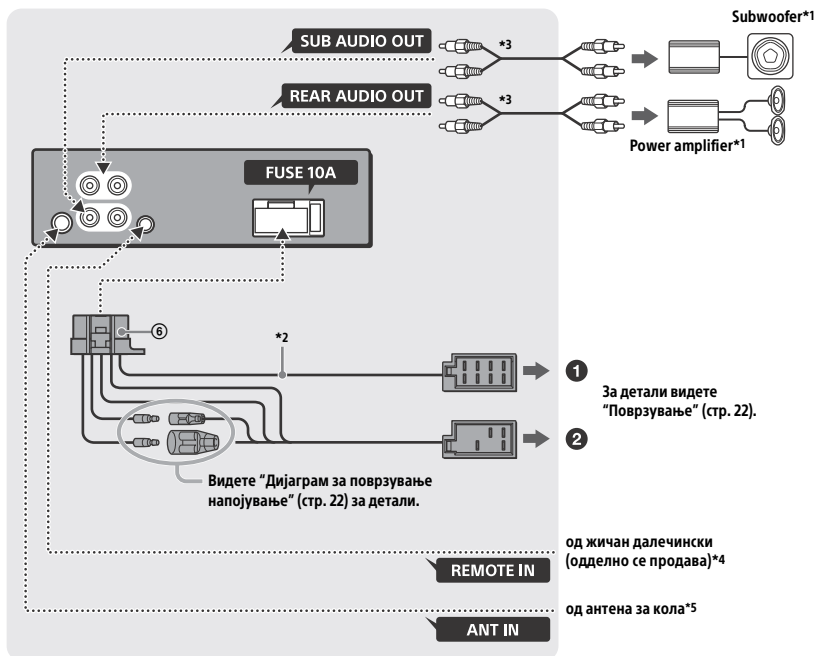 Subwoofer*1
SUB AUDIO OUT
*3
REAR AUDIO OUT
*3
Power amplifier*1
FUSE 10A
⑥
*2
❶
За детали видете
“Поврзување” (стр. 22).
❷
Видете “Дијаграм за поврзување
напојување” (стр. 22) за детали.
од жичан далечински
(одделно се продава)*4
REMOTE IN
од антена за кола*5
ANT IN